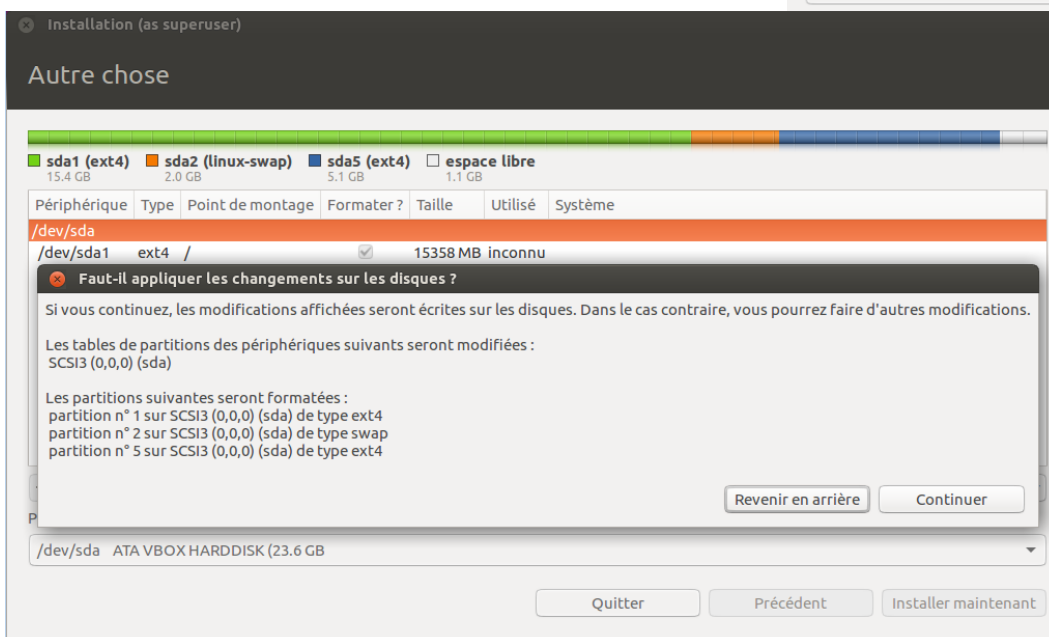 Installation (as superuser)
Autre chose
sda1 (ext4) sda2 (linux-swap) sda5 (ext4) espace libre
15.4 GB 2.0 GB 5.1 GB 1.1 GB
Périphérique Type Point de montage Formater ? Taille Utilisé Système
/dev/sda
/dev/sda1 ext4 / 15358 MB inconnu
Faut-il appliquer les changements sur les disques ?
Si vous continuez, les modifications affichées seront écrites sur les disques. Dans le cas contraire, vous pourrez faire d'autres modifications.
Les tables de partitions des périphériques suivants seront modifiées :
SCSI3 (0,0,0) (sda)
Les partitions suivantes seront formatées :
partition n° 1 sur SCSI3 (0,0,0) (sda) de type ext4
partition n° 2 sur SCSI3 (0,0,0) (sda) de type swap
partition n° 5 sur SCSI3 (0,0,0) (sda) de type ext4
Revenir en arrière Continuer
P
/dev/sda ATA VBOX HARDDISK (23.6 GB
Quitter Précédent Installer maintenant